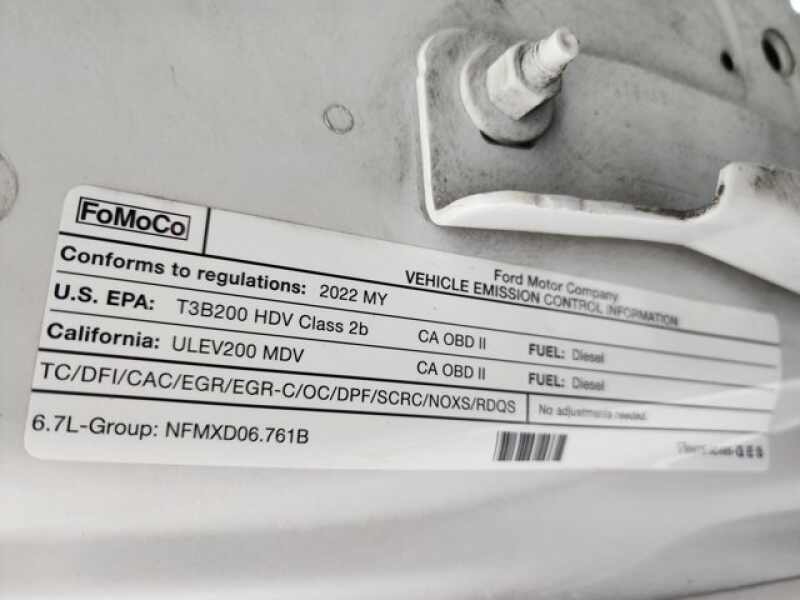 FoMoCo
Ford Motor Company
VEHICLE EMISSION CONTROL INFORMATION
Conforms to regulations: 2022 MY
U.S. EPA: T3B200 HDV Class 2b CA OBD II FUEL: Diesel
California: ULEV200 MDV CA OBD II FUEL: Diesel
TC/DFI/CAC/EGR/EGR-C/OC/DPF/SCRC/NOXS/RDQS No adjustments needed.
6.7L-Group: NFMXD06.761B